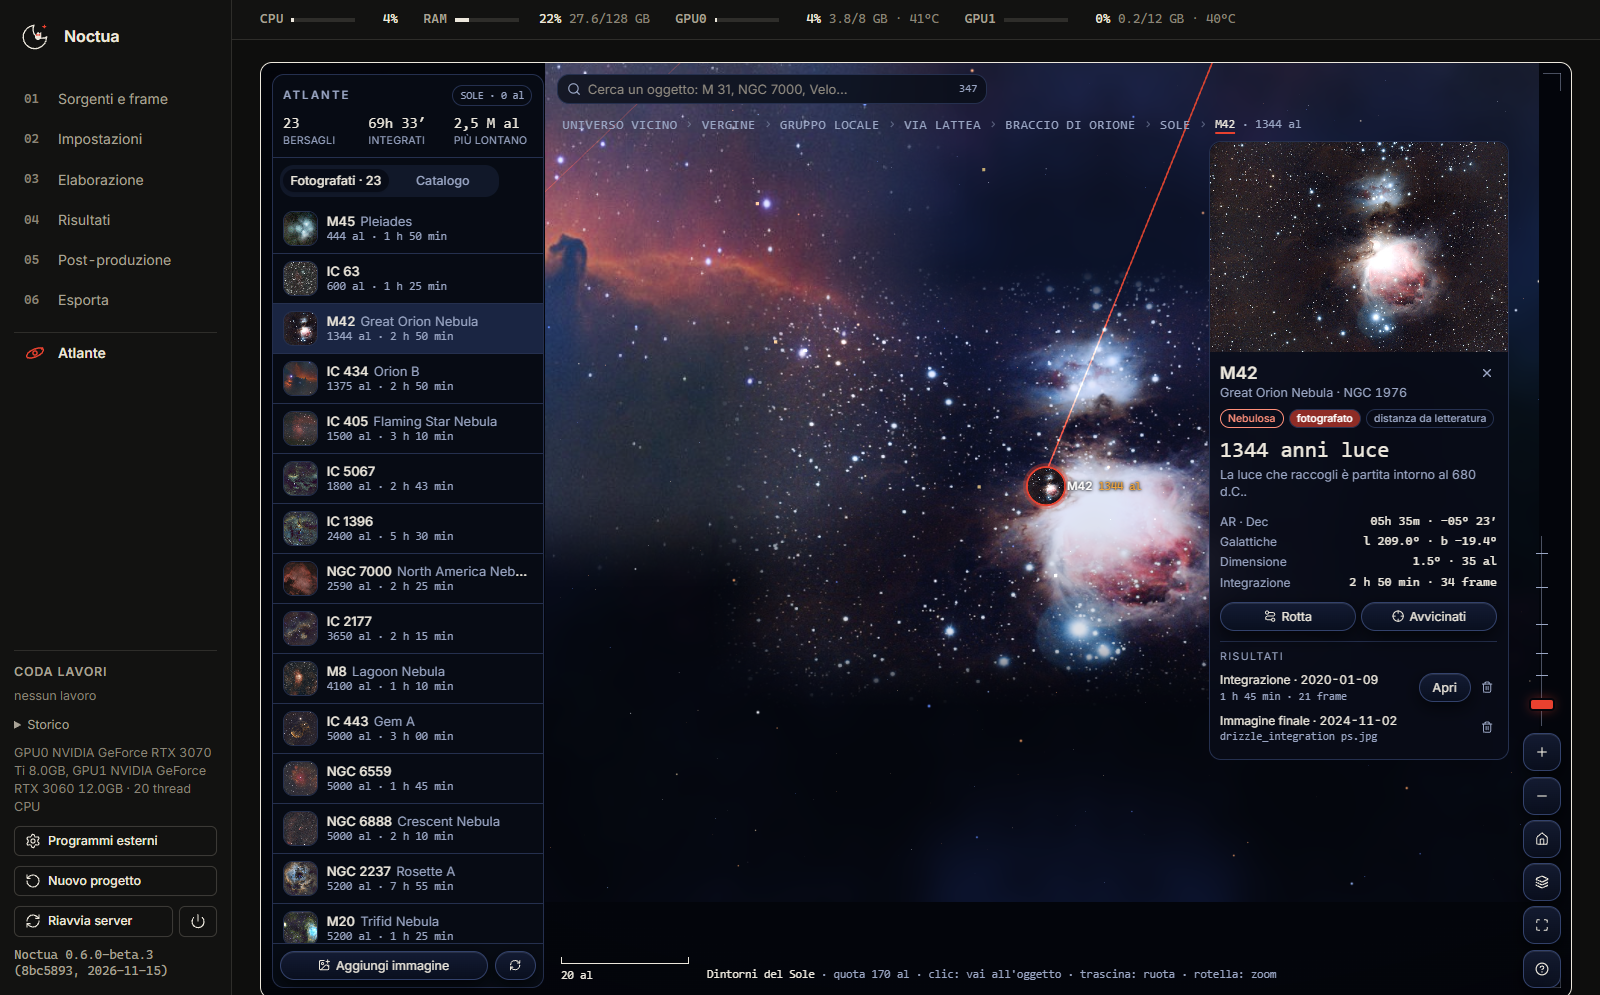 Noctua
CPU 4% RAM 22% 27.6/128 GB GPU0 4% 3.8/8 GB · 41°C GPU1 0% 0.2/12 GB · 40°C
01 Sorgenti e frame
02 Impostazioni
03 Elaborazione
04 Risultati
05 Post-produzione
06 Esporta
Atlante
CODA LAVORI
nessun lavoro
Storico
GPU0 NVIDIA GeForce RTX 3070
Ti 8.0GB, GPU1 NVIDIA GeForce
RTX 3060 12.0GB · 20 thread
CPU
Programmi esterni
Nuovo progetto
Riavvia server
Noctua 0.6.0-beta.3
(8bc5893, 2026-11-15)
ATLANTE SOLE · 0 al
23 69h 33′ 2,5 M al
BERSAGLI INTEGRATI PIÙ LONTANO
Fotografati · 23 Catalogo
M45 Pleiades
444 al · 1 h 50 min
IC 63
600 al · 1 h 25 min
M42 Great Orion Nebula
1344 al · 2 h 50 min
IC 434 Orion B
1375 al · 2 h 50 min
IC 405 Flaming Star Nebula
1500 al · 3 h 10 min
IC 5067
1800 al · 2 h 43 min
IC 1396
2400 al · 5 h 30 min
NGC 7000 North America Neb...
2590 al · 2 h 25 min
IC 2177
3650 al · 2 h 15 min
M8 Lagoon Nebula
4100 al · 1 h 10 min
IC 443 Gem A
5000 al · 3 h 00 min
NGC 6559
5000 al · 1 h 45 min
NGC 6888 Crescent Nebula
5000 al · 2 h 10 min
NGC 2237 Rosette A
5200 al · 7 h 55 min
M20 Trifid Nebula
5200 al · 1 h 25 min
Aggiungi immagine
Cerca un oggetto: M 31, NGC 7000, Velo... 347
UNIVERSO VICINO › VERGINE › GRUPPO LOCALE › VIA LATTEA › BRACCIO DI ORIONE › SOLE › M42 · 1344 al
M42 1344 al
M42
Great Orion Nebula · NGC 1976
Nebulosa fotografato distanza da letteratura
1344 anni luce
La luce che raccogli è partita intorno al 680
d.C..
AR · Dec 05h 35m · −05° 23′
Galattiche l 209.0° · b −19.4°
Dimensione 1.5° · 35 al
Integrazione 2 h 50 min · 34 frame
Rotta Avvicinati
RISULTATI
Integrazione · 2020-01-09
1 h 45 min · 21 frame
Apri
Immagine finale · 2024-11-02
drizzle_integration ps.jpg
20 al
Dintorni del Sole · quota 170 al · clic: vai all'oggetto · trascina: ruota · rotella: zoom